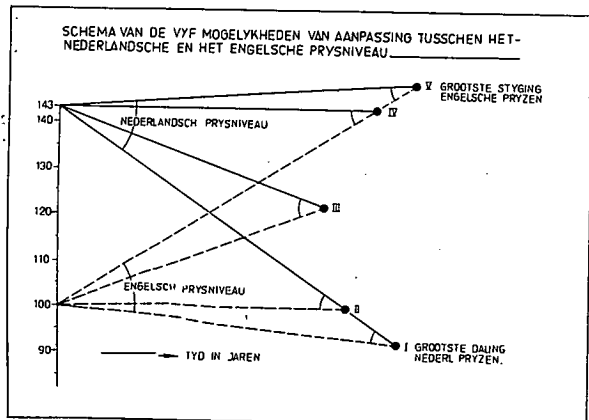 SCHEMA VAN DE VYF MOGELYKHEDEN VAN AANPASSING TUSSCHEN HET-
NEDERLANDSCHE EN HET ENGELSCHE PRYSNIVEAU.
V GROOTSTE STYGING
ENGELSCHE PRYZEN
143
140
NEDERLANDSCH PRYSNIVEAU
IV
130
120
III
110
ENGELSCH PRYSNIVEAU
100
II
90
I GROOTSTE DALING
NEDERL PRYZEN.
TYD IN JAREN